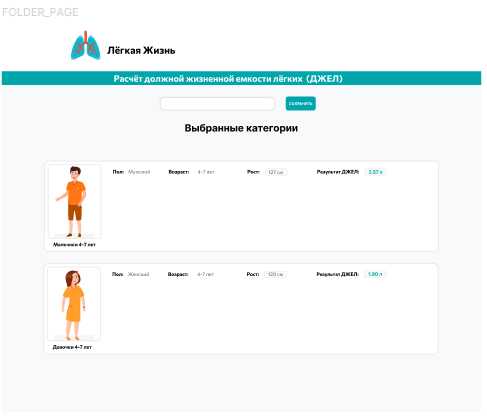 FOLDER_PAGE
Лёгкая Жизнь
Расчёт должной жизненной емкости лёгких (ДЖЕЛ)
СОХРАНИТЬ
Выбранные категории
Пол: Мужской Возраст: 4-7 лет Рост: 127 см Результат ДЖЕЛ: 2.57 л
Мальчики 4-7 лет
Пол: Женский Возраст: 4-7 лет Рост: 120 см Результат ДЖЕЛ: 1.90 л
Девочки 4-7 лет